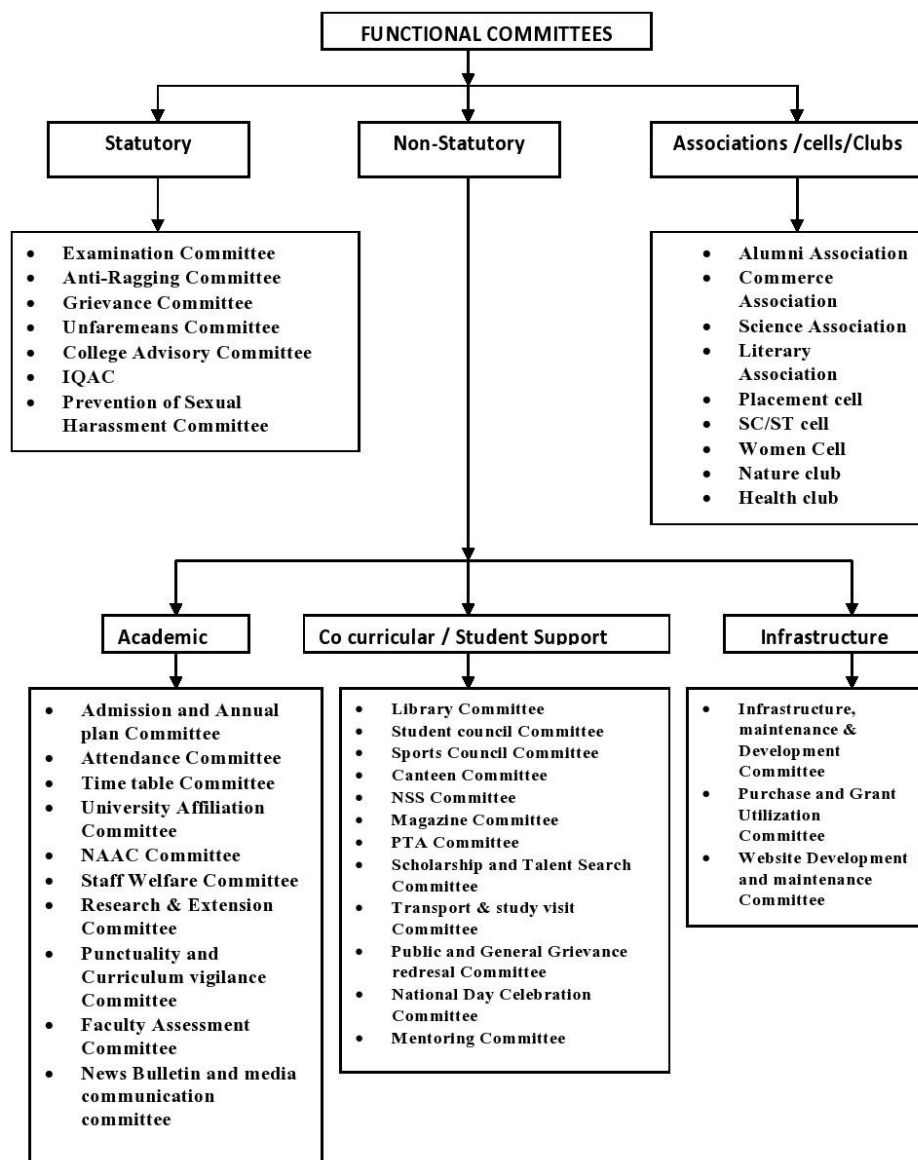 FUNCTIONAL COMMITTEES
Statutory
Non-Statutory
Associations /cells/Clubs
• Examination Committee
• Anti-Ragging Committee
• Grievance Committee
• Unfaremeans Committee
• College Advisory Committee
• IQAC
• Prevention of Sexual
Harassment Committee
• Alumni Association
• Commerce
Association
• Science Association
• Literary
Association
• Placement cell
• SC/ST cell
• Women Cell
• Nature club
• Health club
Academic
Co curricular / Student Support
Infrastructure
• Admission and Annual
plan Committee
• Attendance Committee
• Time table Committee
• University Affiliation
Committee
• NAAC Committee
• Staff Welfare Committee
• Research & Extension
Committee
• Punctuality and
Curriculum vigilance
Committee
• Faculty Assessment
Committee
• News Bulletin and media
communication
committee
• Library Committee
• Student council Committee
• Sports Council Committee
• Canteen Committee
• NSS Committee
• Magazine Committee
• PTA Committee
• Scholarship and Talent Search
Committee
• Transport & study visit
Committee
• Public and General Grievance
redresal Committee
• National Day Celebration
Committee
• Mentoring Committee
• Infrastructure,
maintenance &
Development
Committee
• Purchase and Grant
Utilization
Committee
• Website Development
and maintenance
Committee